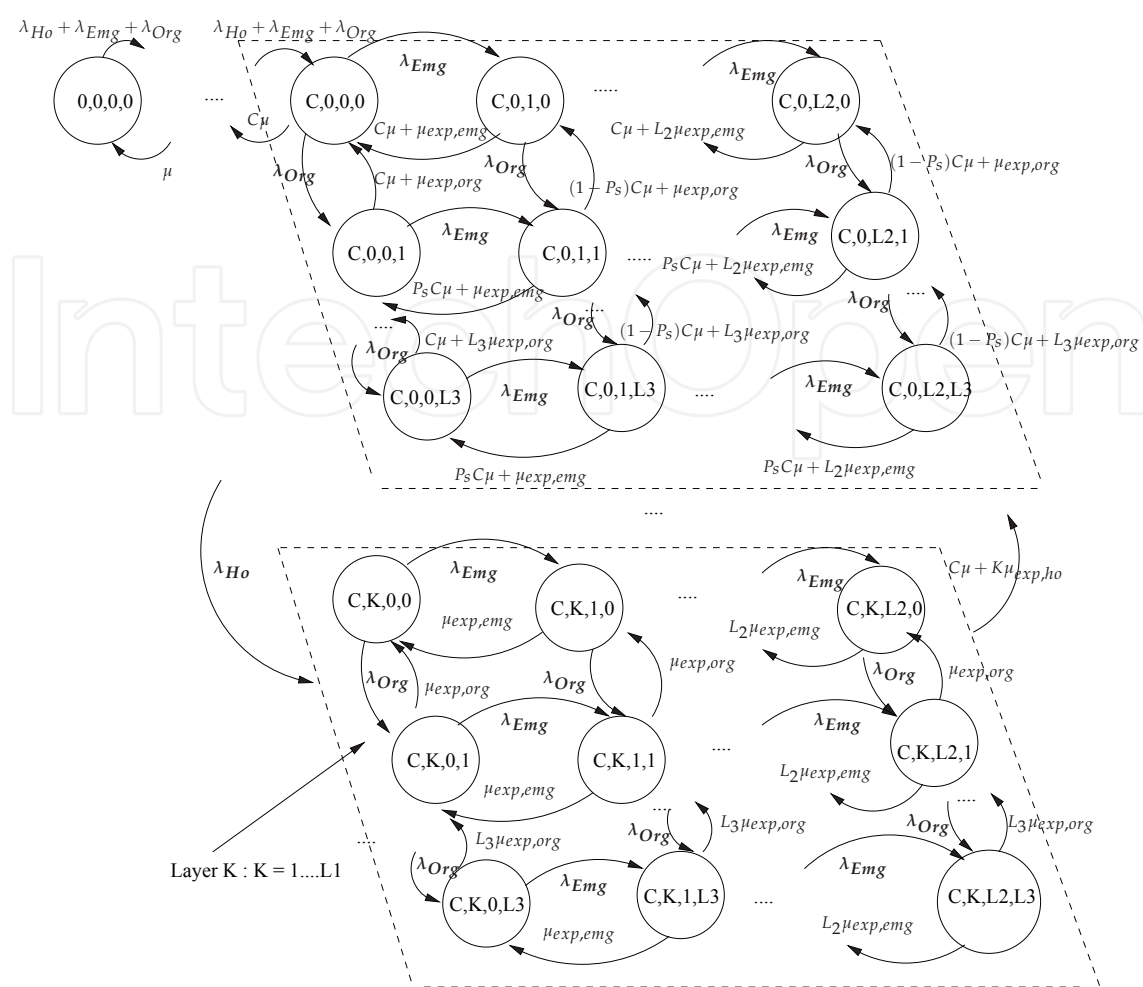 λHo + λEmg + λOrg
λHo + λEmg + λOrg
0,0,0,0
....
C,0,0,0
λEmg
C,0,1,0
.....
λEmg
C,0,L2,0
μ
Cμ
Cμ + μexp,emg
Cμ + L2μexp,emg
λOrg
Cμ + μexp,org
λOrg
(1 − Ps)Cμ + μexp,org
λOrg
(1 − Ps)Cμ + μexp,org
C,0,0,1
λEmg
C,0,1,1
.....
λEmg
C,0,L2,1
PsCμ + L2μexp,emg
PsCμ + μexp,emg
....
λOrg
Cμ + L3μexp,org
....
λOrg
(1 − Ps)Cμ + L3μexp,org
....
λOrg
(1 − Ps)Cμ + L3μexp,org
C,0,0,L3
λEmg
C,0,1,L3
....
λEmg
C,0,L2,L3
PsCμ + μexp,emg
PsCμ + L2μexp,emg
IntechOpen
....
λHo
Cμ + Kμexp,ho
C,K,0,0
λEmg
C,K,1,0
....
λEmg
C,K,L2,0
μexp,emg
L2μexp,emg
λOrg
μexp,org
λOrg
μexp,org
λOrg
μexp,org
C,K,0,1
λEmg
C,K,1,1
....
λEmg
C,K,L2,1
μexp,emg
L2μexp,emg
....
λOrg
L3μexp,org
....
λOrg
L3μexp,org
....
λOrg
L3μexp,org
Layer K : K = 1....L1
C,K,0,L3
λEmg
C,K,1,L3
....
λEmg
C,K,L2,L3
μexp,emg
L2μexp,emg